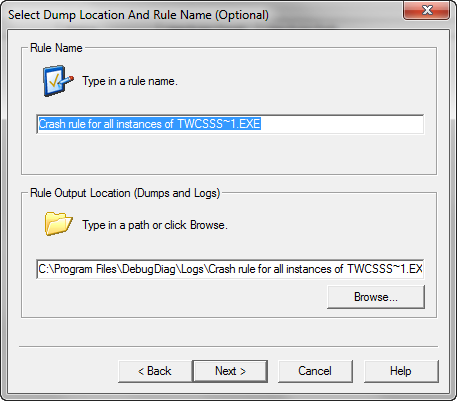 Select Dump Location And Rule Name (Optional)
Rule Name
Type in a rule name.
Crash rule for all instances of TWCSSS~1.EXE
Rule Output Location (Dumps and Logs)
Type in a path or click Browse.
C:\Program Files\DebugDiag\Logs\Crash rule for all instances of TWCSSS~1.EX
Browse...
< Back Next > Cancel Help